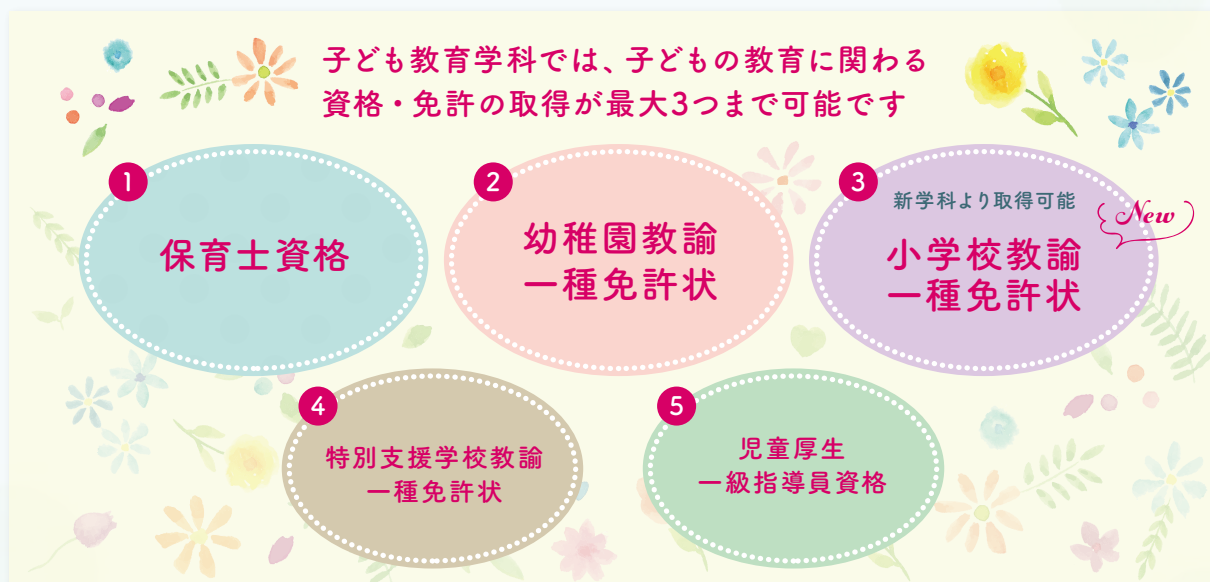 子ども教育学科では、子どもの教育に関わる
資格・免許の取得が最大3つまで可能です
1
保育士資格
2
幼稚園教諭
一種免許状
3
新学科より取得可能
New
小学校教諭
一種免許状
4
特別支援学校教諭
一種免許状
5
児童厚生
一級指導員資格